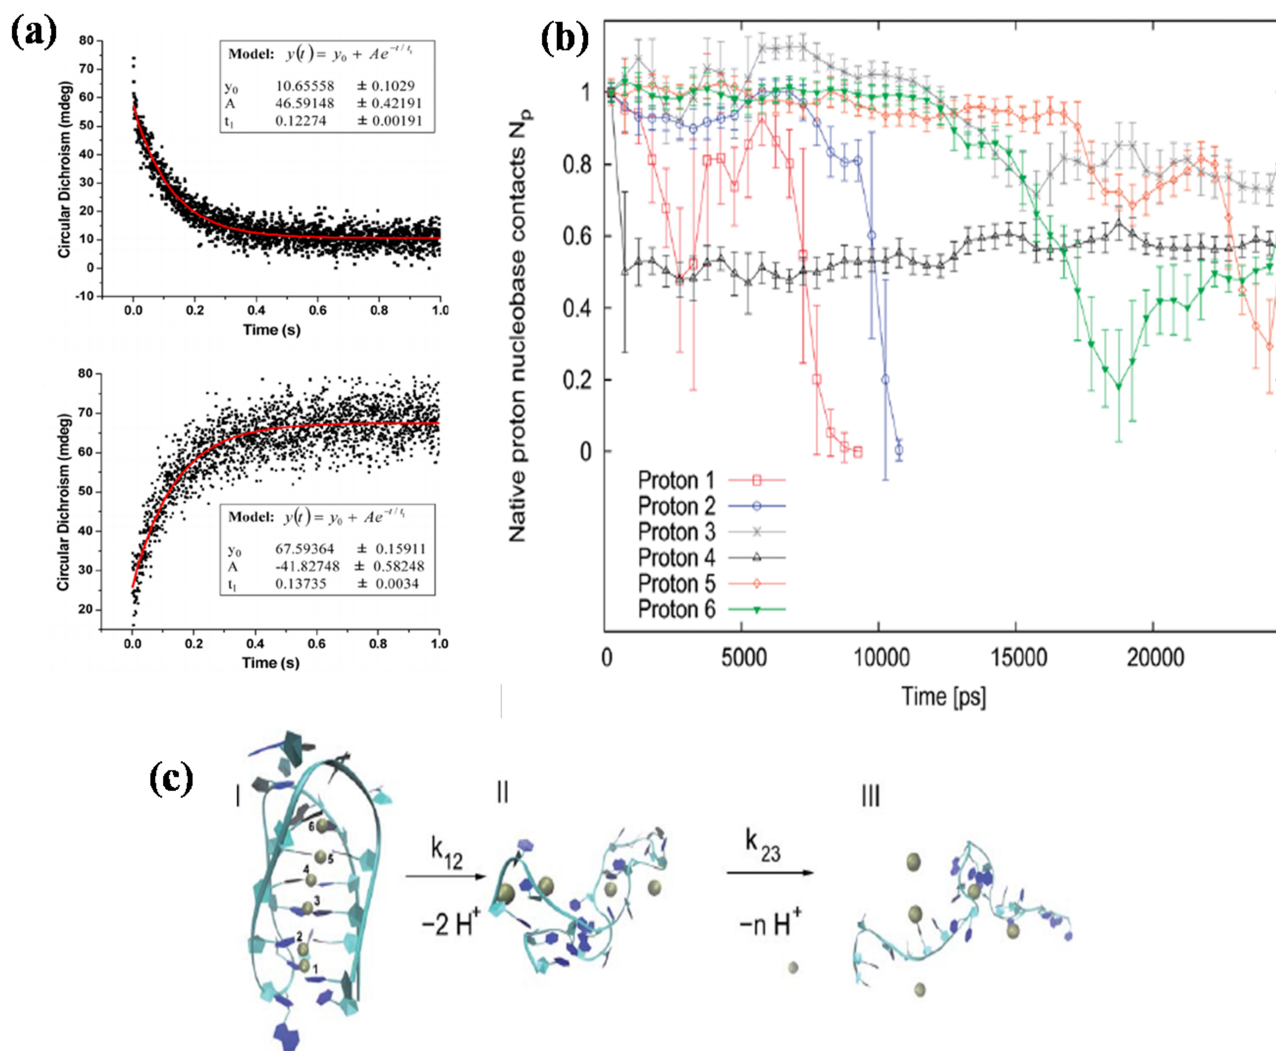 (a)
80
70
60
50
40
30
20
10
0
-10
Circular Dichroism (mdeg)
Model: y(t) = y₀ + Ae^{-t/t₁}
y₀ 10.65558 ± 0.1029
A 46.59148 ± 0.42191
t₁ 0.12274 ± 0.00191
0.0 0.2 0.4 0.6 0.8 1.0
Time (s)
80
70
60
50
40
30
20
Circular Dichroism (mdeg)
Model: y(t) = y₀ + Ae^{-t/t₁}
y₀ 67.59364 ± 0.15911
A -41.82748 ± 0.58248
t₁ 0.13735 ± 0.0034
0.0 0.2 0.4 0.6 0.8 1.0
Time (s)
(b)
Native proton nucleobase contacts Nₚ
1
0.8
0.6
0.4
0.2
0
Proton 1
Proton 2
Proton 3
Proton 4
Proton 5
Proton 6
0 5000 10000 15000 20000
Time [ps]
(c)
I
6
5
4
3
2
1
k₁₂
−2 H⁺
II
k₂₃
−n H⁺
III